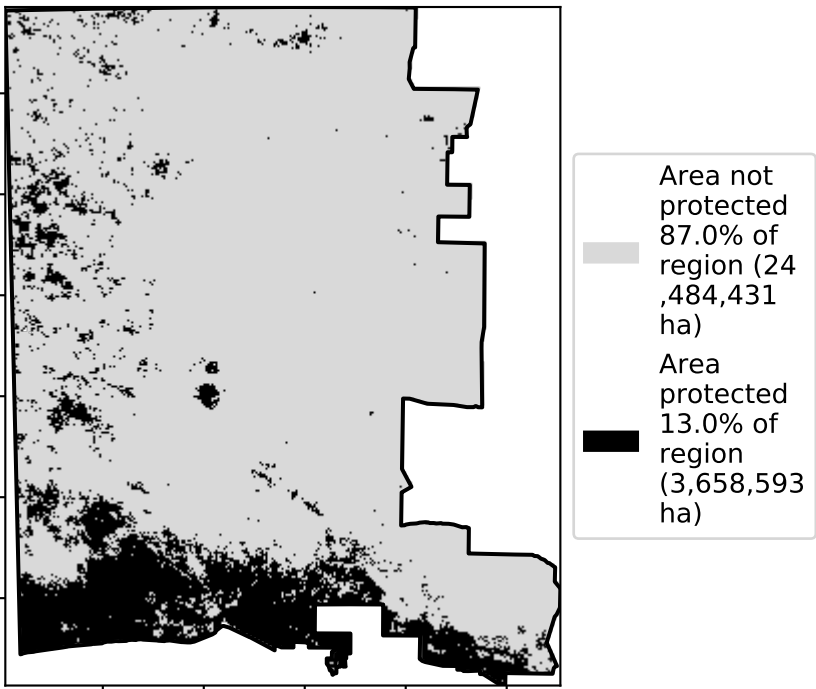 Area not
protected
87.0% of
region (24
,484,431
ha)
Area
protected
13.0% of
region
(3,658,593
ha)